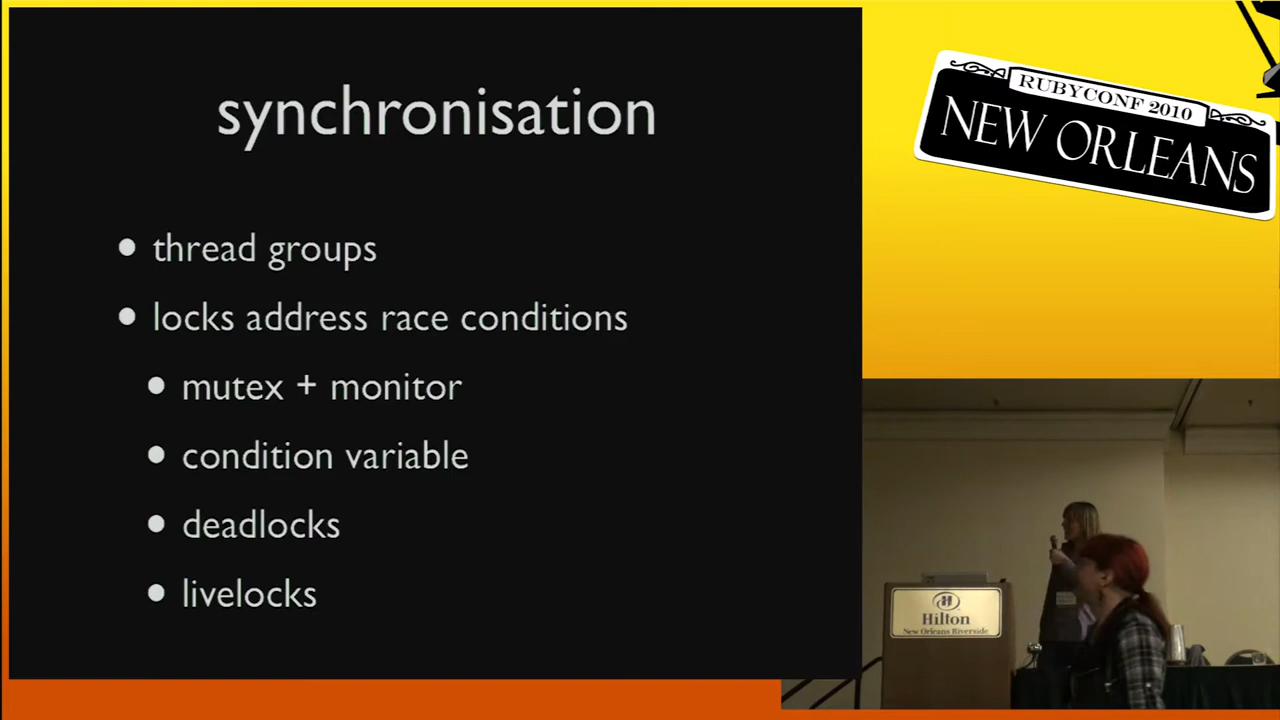 synchronisation
• thread groups
• locks address race conditions
• mutex + monitor
• condition variable
• deadlocks
• livelocks
RUBYCONF 2010
NEW ORLEANS
Hilton
New Orleans Riverside